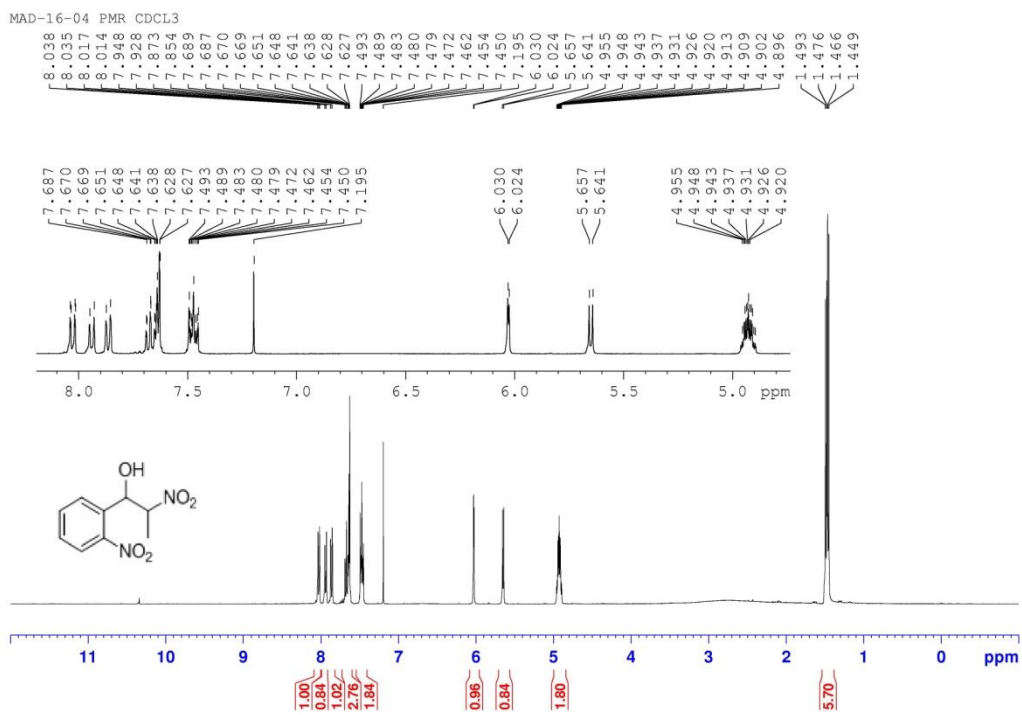 MAD-16-04 PMR CDCL3
8.038 8.035 8.017 8.014 7.948 7.928 7.873 7.854 7.689 7.687 7.670 7.669 7.651 7.648 7.641 7.638 7.628 7.627 7.493 7.489 7.483 7.480 7.479 7.472 7.462 7.454 7.450 7.195 6.030 6.024 5.657 5.641 4.955 4.948 4.943 4.937 4.931 4.926 4.920 4.913 4.909 4.902 4.896 1.493 1.476 1.466 1.449
7.687 7.670 7.669 7.651 7.648 7.641 7.638 7.628 7.627 7.493 7.489 7.483 7.480 7.479 7.472 7.462 7.454 7.450 7.195 6.030 6.024 5.657 5.641 4.955 4.948 4.943 4.937 4.931 4.926 4.920
8.0 7.5 7.0 6.5 6.0 5.5 5.0 ppm
OH
NO2
NO2
11 10 9 8 7 6 5 4 3 2 1 0 ppm
1.00 0.84 1.02 2.76 1.84 0.96 0.84 1.80 5.70